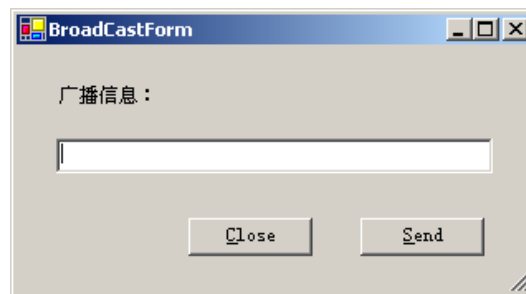 BroadCastForm
广播信息：
Close
Send